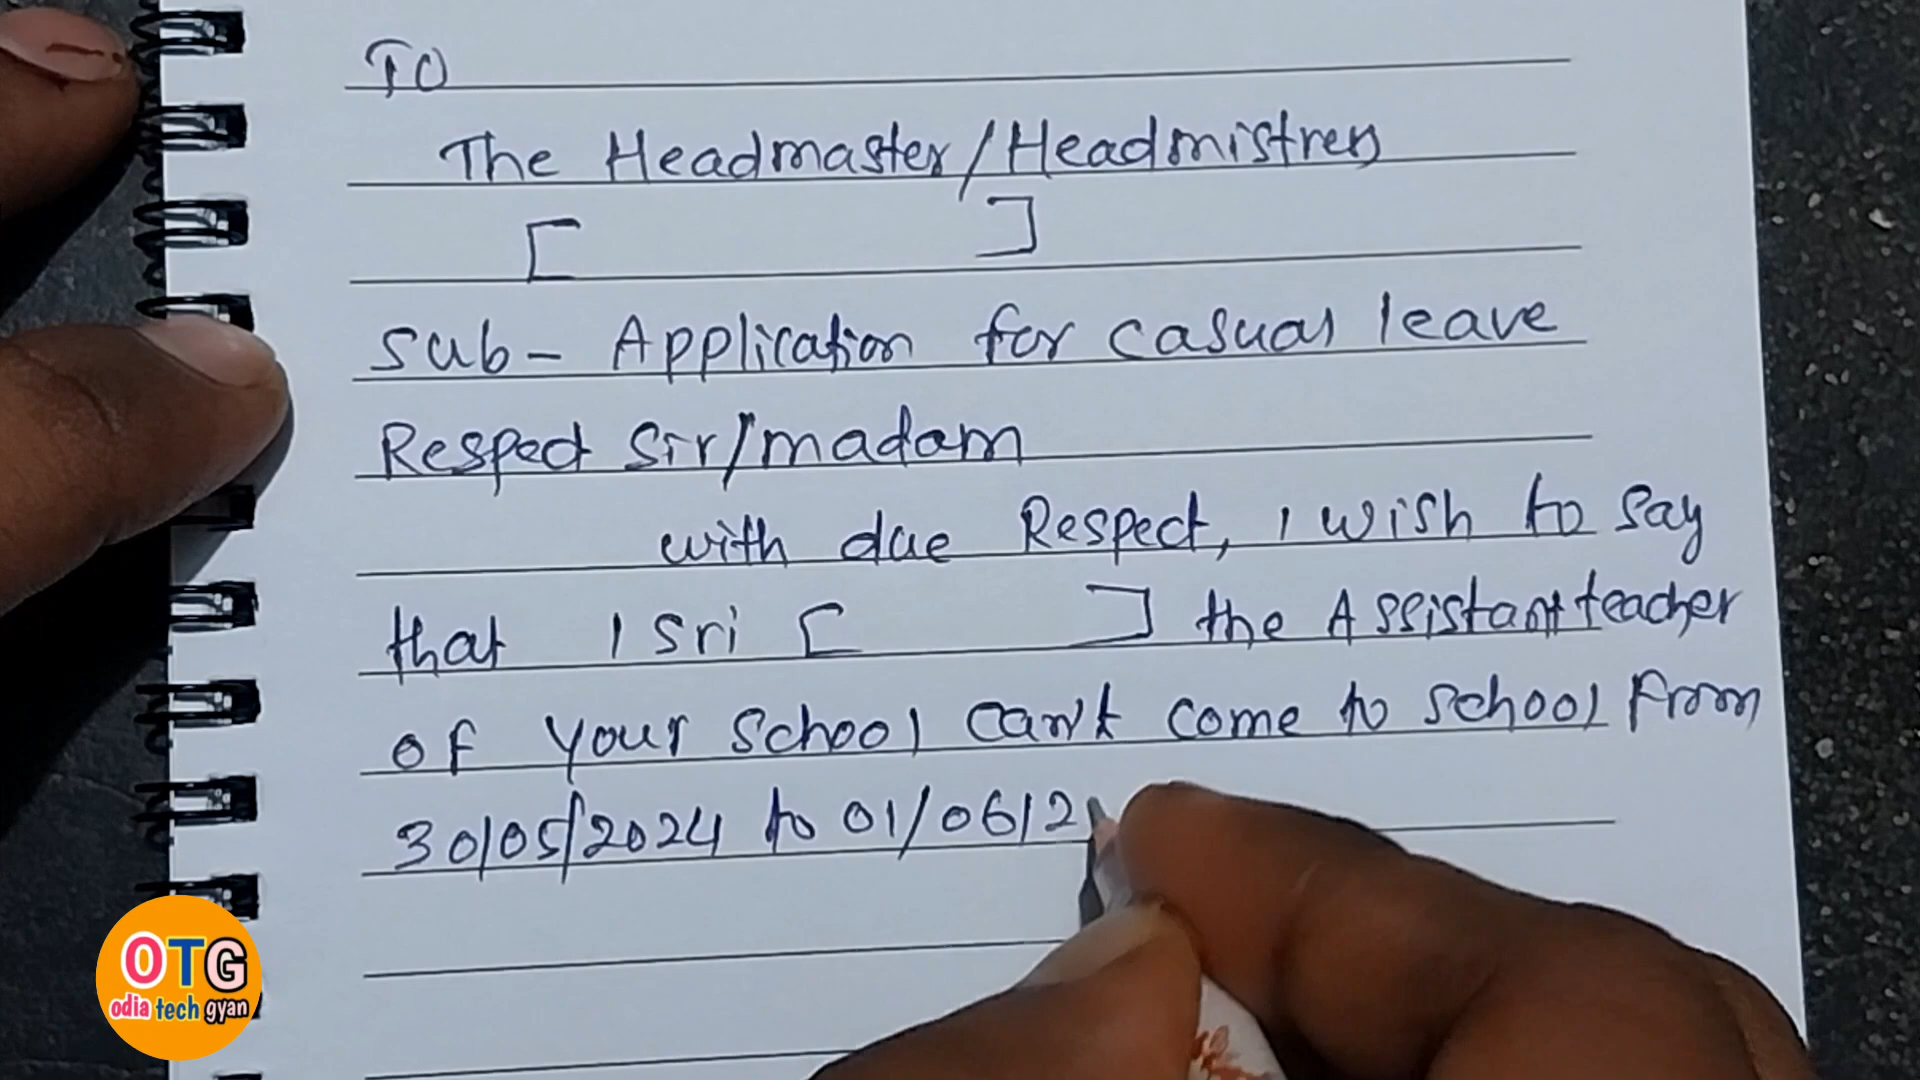 TO
The Headmaster/Headmistress
[ ]
Sub- Application for casual leave
Respect Sir/madam
with due Respect, I wish to say
that I Sri [ ] the Assistant teacher
of your school can't come to school from
30/05/2024 to 01/06/2
OTG
odia tech gyan